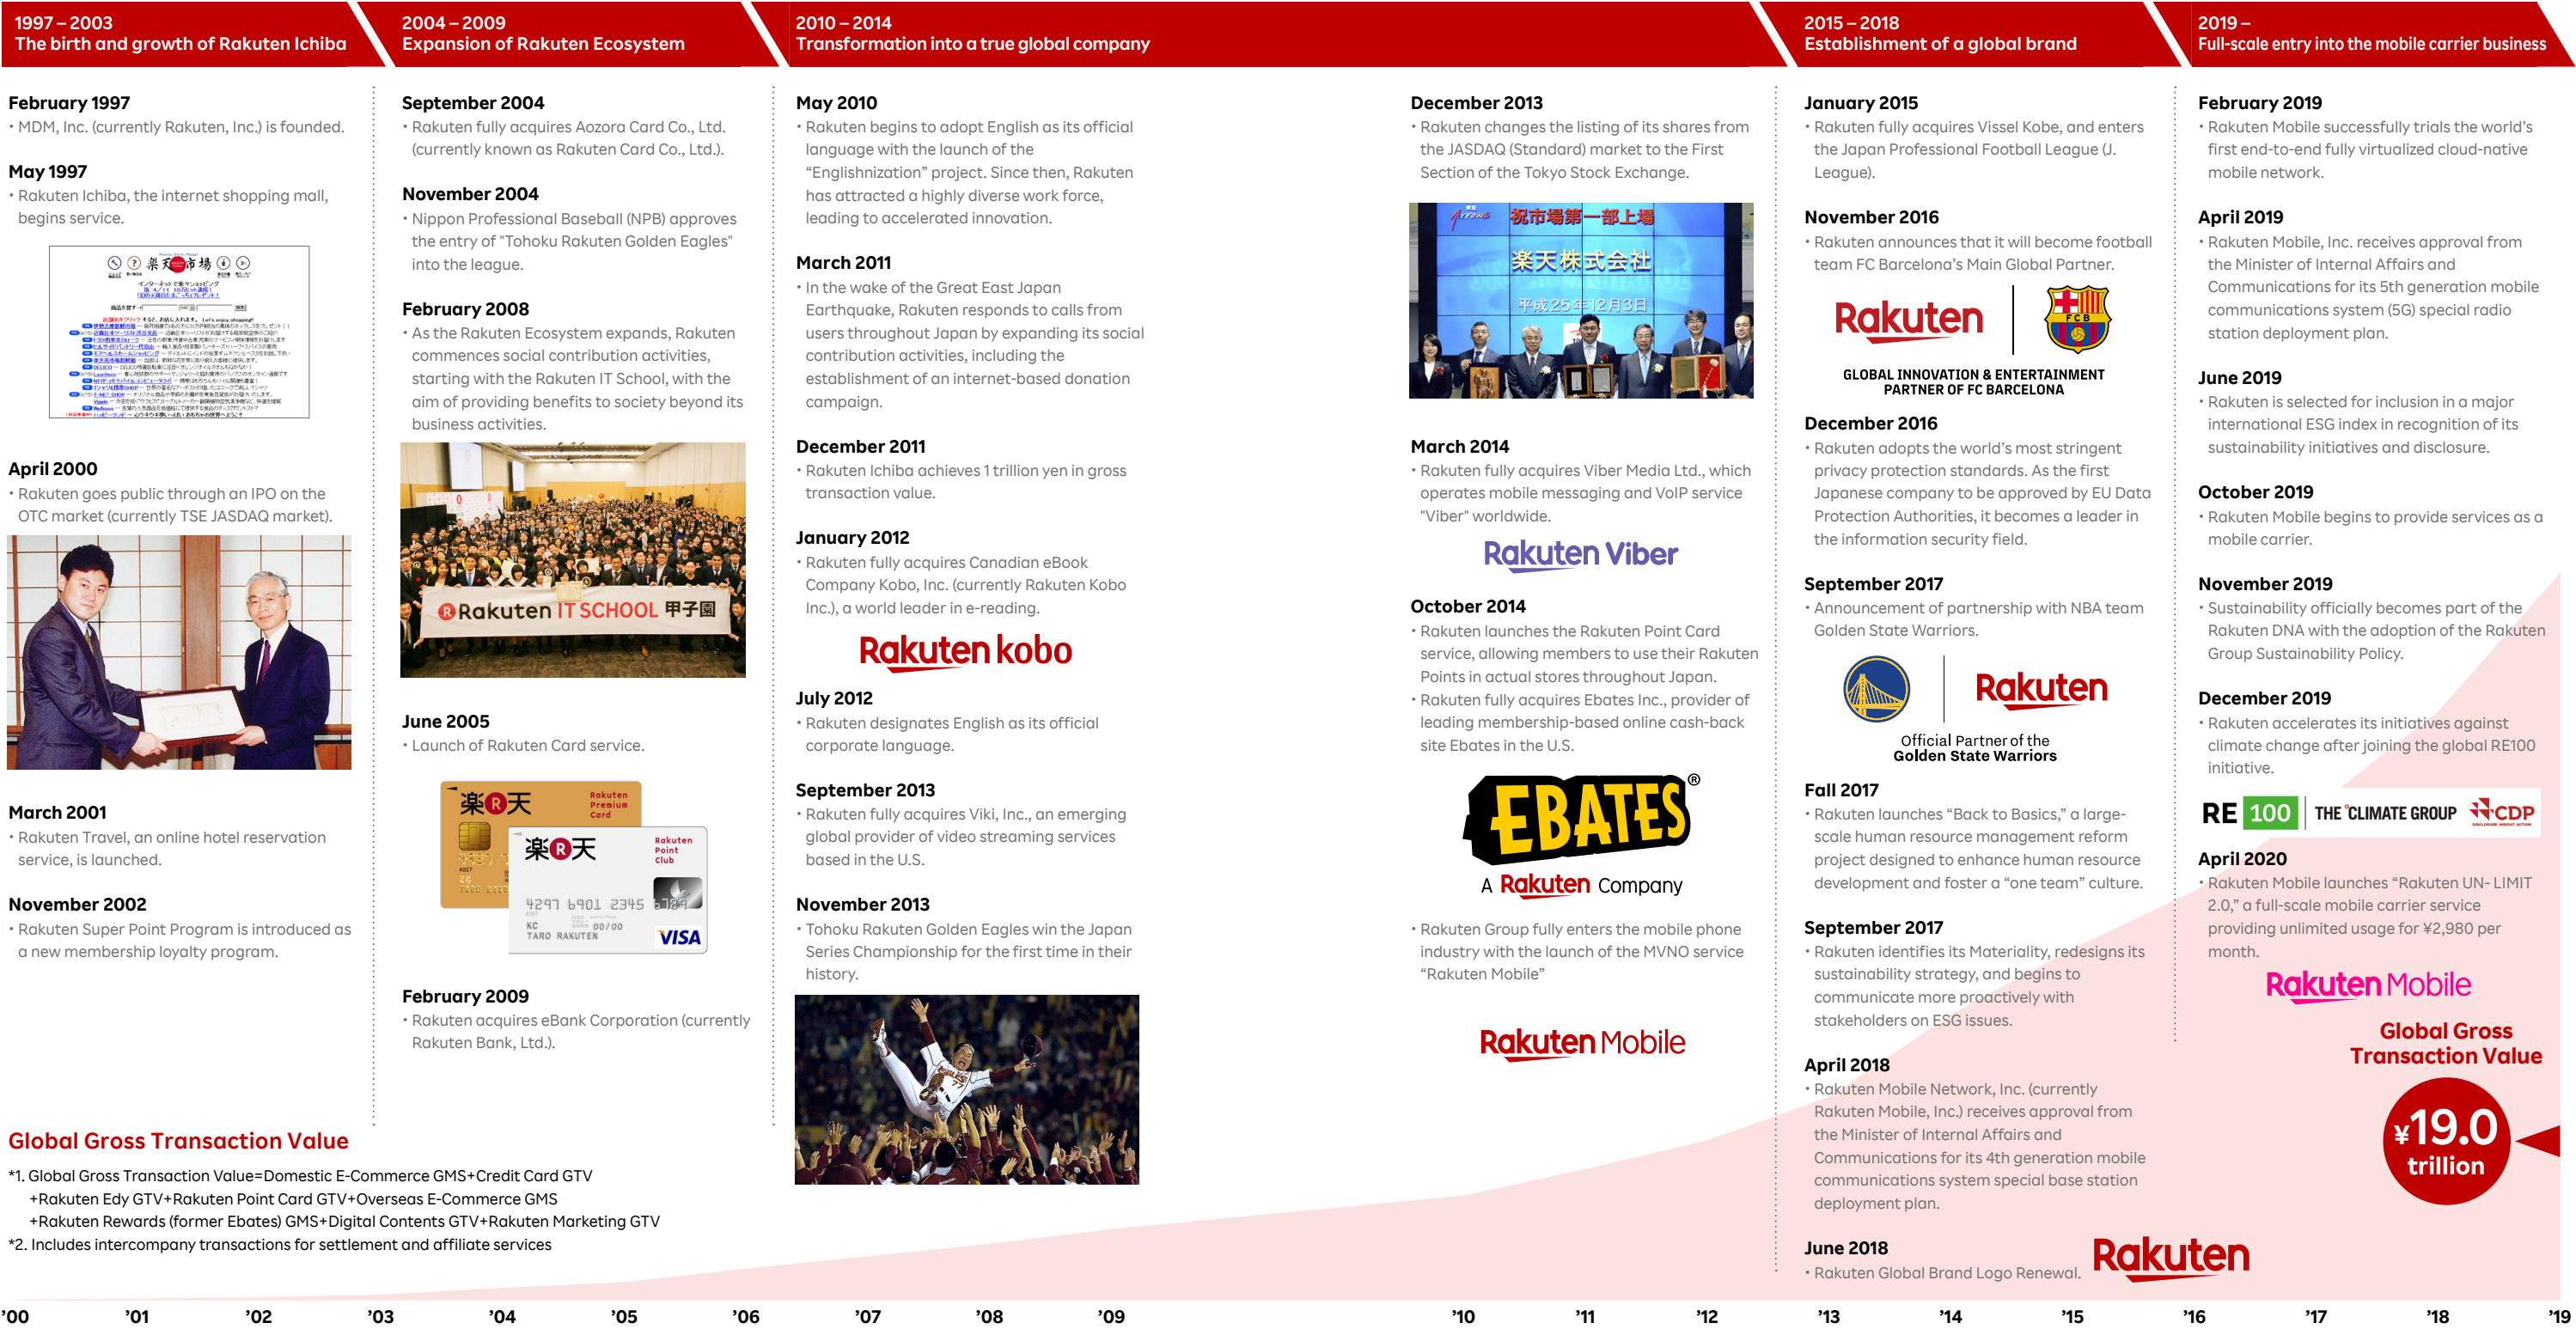 1997 – 2003
The birth and growth of Rakuten Ichiba
February 1997
・MDM, Inc. (currently Rakuten, Inc.) is founded.
May 1997
・Rakuten Ichiba, the internet shopping mall,
begins service.
楽天市場
インターネットで楽々ショッピング
April 2000
・Rakuten goes public through an IPO on the
OTC market (currently TSE JASDAQ market).
March 2001
・Rakuten Travel, an online hotel reservation
service, is launched.
November 2002
・Rakuten Super Point Program is introduced as
a new membership loyalty program.
2004 – 2009
Expansion of Rakuten Ecosystem
September 2004
・Rakuten fully acquires Aozora Card Co., Ltd.
(currently known as Rakuten Card Co., Ltd.).
November 2004
・Nippon Professional Baseball (NPB) approves
the entry of "Tohoku Rakuten Golden Eagles"
into the league.
February 2008
・As the Rakuten Ecosystem expands, Rakuten
commences social contribution activities,
starting with the Rakuten IT School, with the
aim of providing benefits to society beyond its
business activities.
R Rakuten IT SCHOOL 甲子園
June 2005
・Launch of Rakuten Card service.
楽R天
Rakuten
Premium
Card
楽R天
Rakuten
Point
Club
4297 6901 2345 6789
00/00
KC
TARO RAKUTEN
VISA
February 2009
・Rakuten acquires eBank Corporation (currently
Rakuten Bank, Ltd.).
2010 – 2014
Transformation into a true global company
May 2010
・Rakuten begins to adopt English as its official
language with the launch of the
“Englishnization” project. Since then, Rakuten
has attracted a highly diverse work force,
leading to accelerated innovation.
March 2011
・In the wake of the Great East Japan
Earthquake, Rakuten responds to calls from
users throughout Japan by expanding its social
contribution activities, including the
establishment of an internet-based donation
campaign.
December 2011
・Rakuten Ichiba achieves 1 trillion yen in gross
transaction value.
January 2012
・Rakuten fully acquires Canadian eBook
Company Kobo, Inc. (currently Rakuten Kobo
Inc.), a world leader in e-reading.
Rakuten kobo
July 2012
・Rakuten designates English as its official
corporate language.
September 2013
・Rakuten fully acquires Viki, Inc., an emerging
global provider of video streaming services
based in the U.S.
November 2013
・Tohoku Rakuten Golden Eagles win the Japan
Series Championship for the first time in their
history.
December 2013
・Rakuten changes the listing of its shares from
the JASDAQ (Standard) market to the First
Section of the Tokyo Stock Exchange.
祝市場第一部上場
楽天株式会社
平成25年12月3日
March 2014
・Rakuten fully acquires Viber Media Ltd., which
operates mobile messaging and VoIP service
"Viber" worldwide.
Rakuten Viber
October 2014
・Rakuten launches the Rakuten Point Card
service, allowing members to use their Rakuten
Points in actual stores throughout Japan.
・Rakuten fully acquires Ebates Inc., provider of
leading membership-based online cash-back
site Ebates in the U.S.
EBATES®
A Rakuten Company
・Rakuten Group fully enters the mobile phone
industry with the launch of the MVNO service
“Rakuten Mobile”
Rakuten Mobile
2015 – 2018
Establishment of a global brand
January 2015
・Rakuten fully acquires Vissel Kobe, and enters
the Japan Professional Football League (J.
League).
November 2016
・Rakuten announces that it will become football
team FC Barcelona’s Main Global Partner.
Rakuten
FCB
GLOBAL INNOVATION & ENTERTAINMENT
PARTNER OF FC BARCELONA
December 2016
・Rakuten adopts the world’s most stringent
privacy protection standards. As the first
Japanese company to be approved by EU Data
Protection Authorities, it becomes a leader in
the information security field.
September 2017
・Announcement of partnership with NBA team
Golden State Warriors.
Rakuten
Official Partner of the
Golden State Warriors
Fall 2017
・Rakuten launches “Back to Basics,” a large-
scale human resource management reform
project designed to enhance human resource
development and foster a “one team” culture.
September 2017
・Rakuten identifies its Materiality, redesigns its
sustainability strategy, and begins to
communicate more proactively with
stakeholders on ESG issues.
April 2018
・Rakuten Mobile Network, Inc. (currently
Rakuten Mobile, Inc.) receives approval from
the Minister of Internal Affairs and
Communications for its 4th generation mobile
communications system special base station
deployment plan.
June 2018
・Rakuten Global Brand Logo Renewal.
Rakuten
2019 –
Full-scale entry into the mobile carrier business
February 2019
・Rakuten Mobile successfully trials the world’s
first end-to-end fully virtualized cloud-native
mobile network.
April 2019
・Rakuten Mobile, Inc. receives approval from
the Minister of Internal Affairs and
Communications for its 5th generation mobile
communications system (5G) special radio
station deployment plan.
June 2019
・Rakuten is selected for inclusion in a major
international ESG index in recognition of its
sustainability initiatives and disclosure.
October 2019
・Rakuten Mobile begins to provide services as a
mobile carrier.
November 2019
・Sustainability officially becomes part of the
Rakuten DNA with the adoption of the Rakuten
Group Sustainability Policy.
December 2019
・Rakuten accelerates its initiatives against
climate change after joining the global RE100
initiative.
RE 100 THE °CLIMATE GROUP CDP
DISCLOSURE INSIGHT ACTION
April 2020
・Rakuten Mobile launches “Rakuten UN- LIMIT
2.0,” a full-scale mobile carrier service
providing unlimited usage for ¥2,980 per
month.
Rakuten Mobile
Global Gross
Transaction Value
¥19.0
trillion
Global Gross Transaction Value
*1. Global Gross Transaction Value=Domestic E-Commerce GMS+Credit Card GTV
+Rakuten Edy GTV+Rakuten Point Card GTV+Overseas E-Commerce GMS
+Rakuten Rewards (former Ebates) GMS+Digital Contents GTV+Rakuten Marketing GTV
*2. Includes intercompany transactions for settlement and affiliate services
’00 ’01 ’02 ’03 ’04 ’05 ’06 ’07 ’08 ’09 ’10 ’11 ’12 ’13 ’14 ’15 ’16 ’17 ’18 ’19